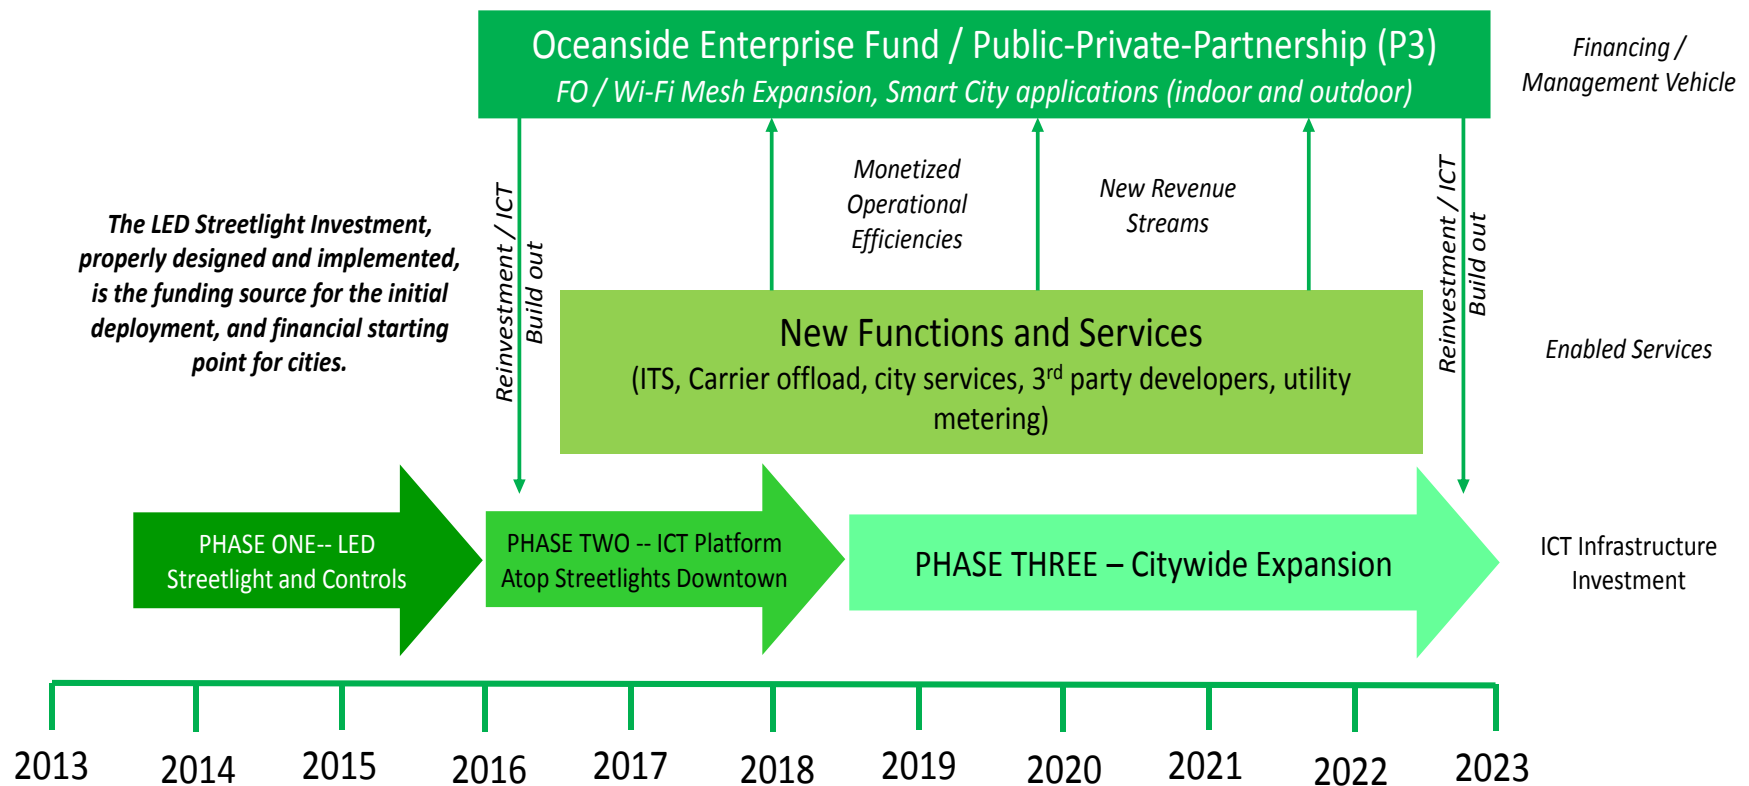 Oceanside Enterprise Fund / Public-Private-Partnership (P3)
FO / Wi-Fi Mesh Expansion, Smart City applications (indoor and outdoor)
Financing /
Management Vehicle
The LED Streetlight Investment,
properly designed and implemented,
is the funding source for the initial
deployment, and financial starting
point for cities.
Reinvestment / ICT
Build out
Monetized
Operational
Efficiencies
New Revenue
Streams
Reinvestment / ICT
Build out
New Functions and Services
(ITS, Carrier offload, city services, 3rd party developers, utility
metering)
Enabled Services
PHASE ONE-- LED
Streetlight and Controls
PHASE TWO -- ICT Platform
Atop Streetlights Downtown
PHASE THREE – Citywide Expansion
ICT Infrastructure
Investment
2013 2014 2015 2016 2017 2018 2019 2020 2021 2022 2023